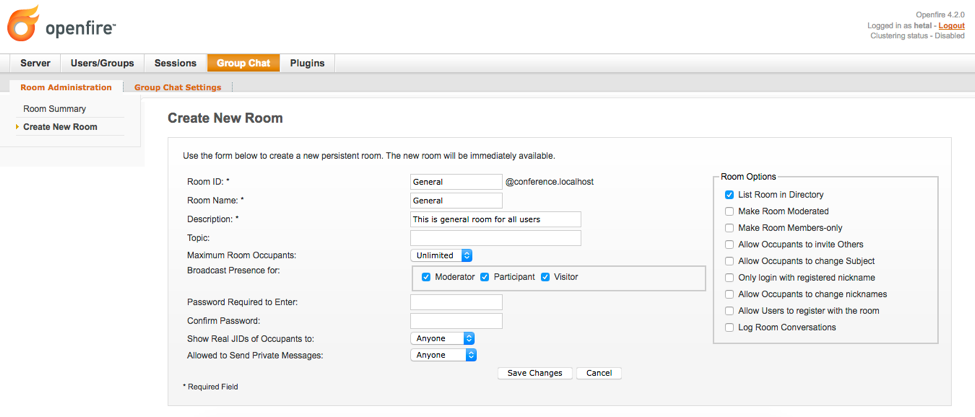 openfire™
Openfire 4.2.0
Logged in as hetal - Logout
Clustering status - Disabled
Server Users/Groups Sessions Group Chat Plugins
Room Administration Group Chat Settings
Room Summary
Create New Room
Create New Room
Use the form below to create a new persistent room. The new room will be immediately available.
Room ID: * General @conference.localhost
Room Name: * General
Description: * This is general room for all users
Topic:
Maximum Room Occupants: Unlimited
Broadcast Presence for: Moderator Participant Visitor
Password Required to Enter:
Confirm Password:
Show Real JIDs of Occupants to: Anyone
Allowed to Send Private Messages: Anyone
Room Options
List Room in Directory
Make Room Moderated
Make Room Members-only
Allow Occupants to invite Others
Allow Occupants to change Subject
Only login with registered nickname
Allow Occupants to change nicknames
Allow Users to register with the room
Log Room Conversations
Save Changes Cancel
* Required Field